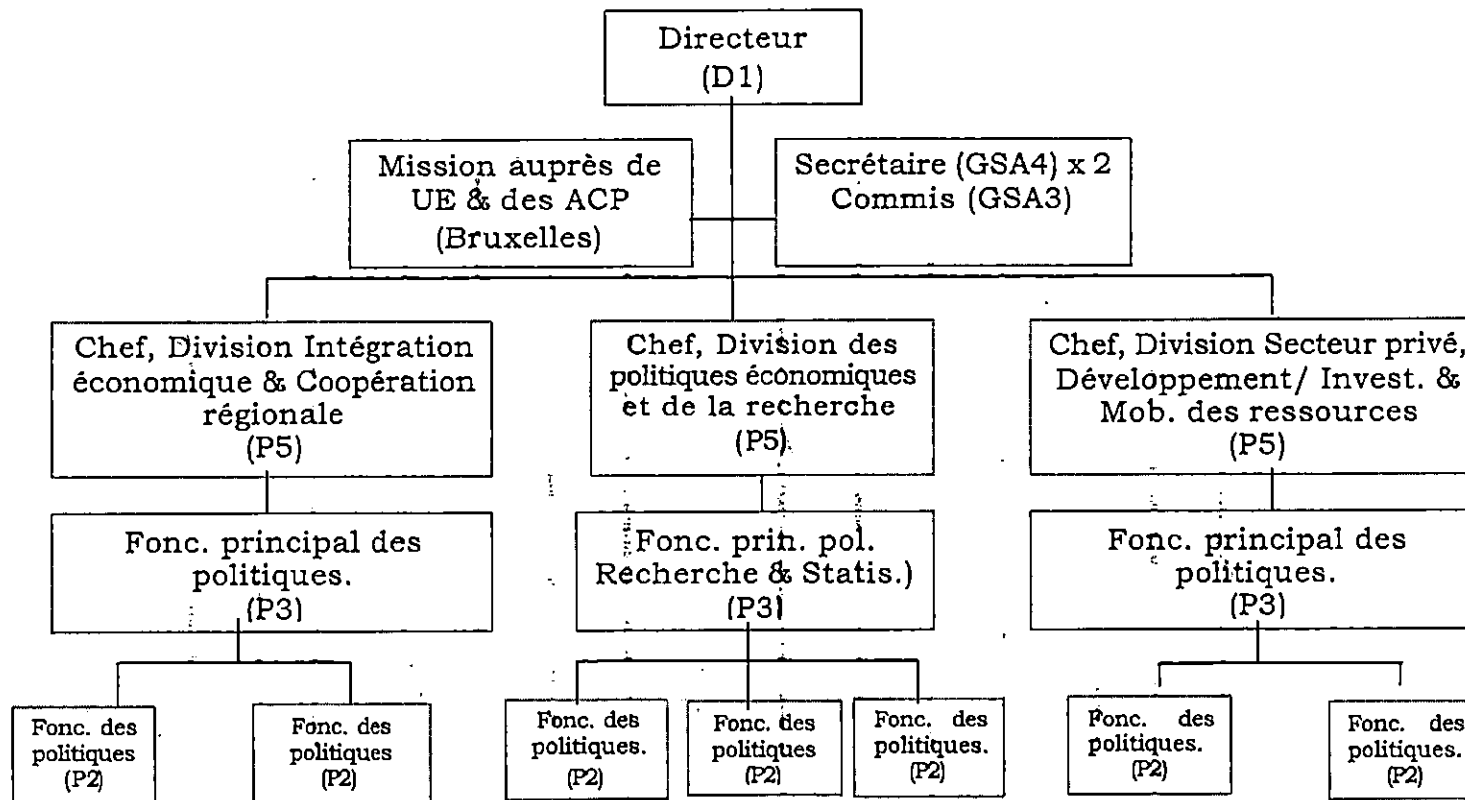 Directeur
(D1)
Mission auprès de
UE & des ACP
(Bruxelles)
Secrétaire (GSA4) x 2
Commis (GSA3)
Chef, Division Intégration
économique & Coopération
régionale
(P5)
Chef, Division des
politiques économiques
et de la recherche
(P5)
Chef, Division Secteur privé,
Développement/ Invest. &
Mob. des ressources
(P5)
Fonc. principal des
politiques.
(P3)
Fonc. prin. pol.
Recherche & Statis.)
(P3)
Fonc. principal des
politiques.
(P3)
Fonc. des
politiques
(P2)
Fonc. des
politiques
(P2)
Fonc. des
politiques.
(P2)
Fonc. des
politiques
(P2)
Fonc. des
politiques.
(P2)
Fonc. des
politiques.
(P2)
Fonc. des
politiques.
(P2)